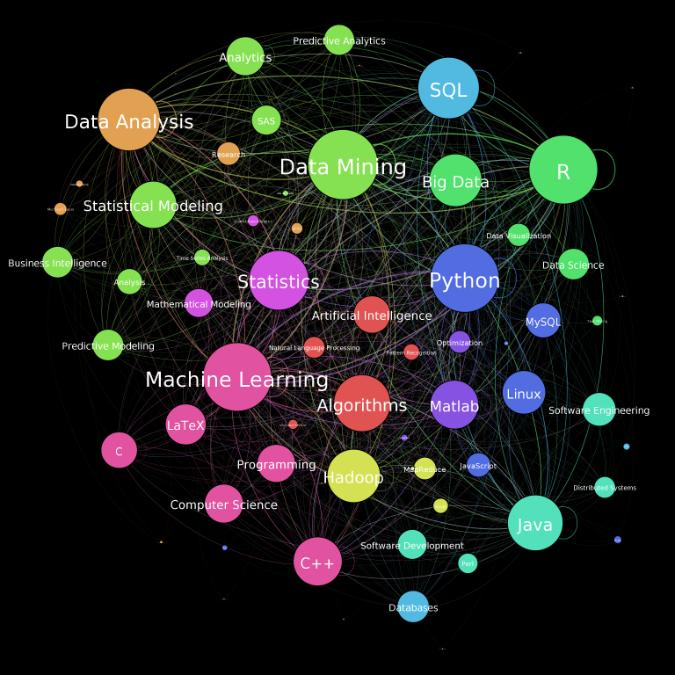 Predictive Analytics
Analytics
SQL
Data Analysis
SAS
Research
Data Mining
R
Big Data
Statistical Modeling
Data Visualization
Time Series Analysis
Business Intelligence
Data Science
Analysis
Statistics
Python
Mathematical Modeling
Artificial Intelligence
MySQL
Optimization
Predictive Modeling
Natural Language Processing
Pattern Recognition
Machine Learning
Linux
Algorithms
Matlab
Software Engineering
LaTeX
C
Programming
MapReduce
JavaScript
Hadoop
Distributed Systems
Computer Science
Java
Software Development
C++
Perl
Databases